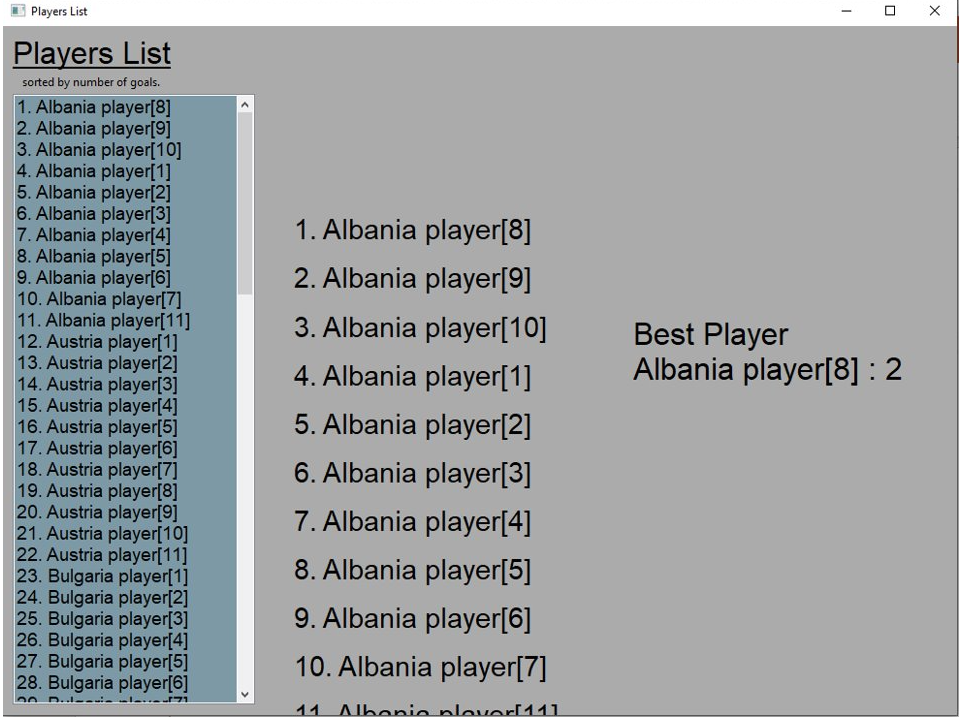 Players List
Players List
sorted by number of goals.
1. Albania player[8]
2. Albania player[9]
3. Albania player[10]
4. Albania player[1]
5. Albania player[2]
6. Albania player[3]
7. Albania player[4]
8. Albania player[5]
9. Albania player[6]
10. Albania player[7]
11. Albania player[11]
12. Austria player[1]
13. Austria player[2]
14. Austria player[3]
15. Austria player[4]
16. Austria player[5]
17. Austria player[6]
18. Austria player[7]
19. Austria player[8]
20. Austria player[9]
21. Austria player[10]
22. Austria player[11]
23. Bulgaria player[1]
24. Bulgaria player[2]
25. Bulgaria player[3]
26. Bulgaria player[4]
27. Bulgaria player[5]
28. Bulgaria player[6]
29. Bulgaria player[7]
1. Albania player[8]
2. Albania player[9]
3. Albania player[10]
4. Albania player[1]
5. Albania player[2]
6. Albania player[3]
7. Albania player[4]
8. Albania player[5]
9. Albania player[6]
10. Albania player[7]
11. Albania player[11]
Best Player
Albania player[8] : 2